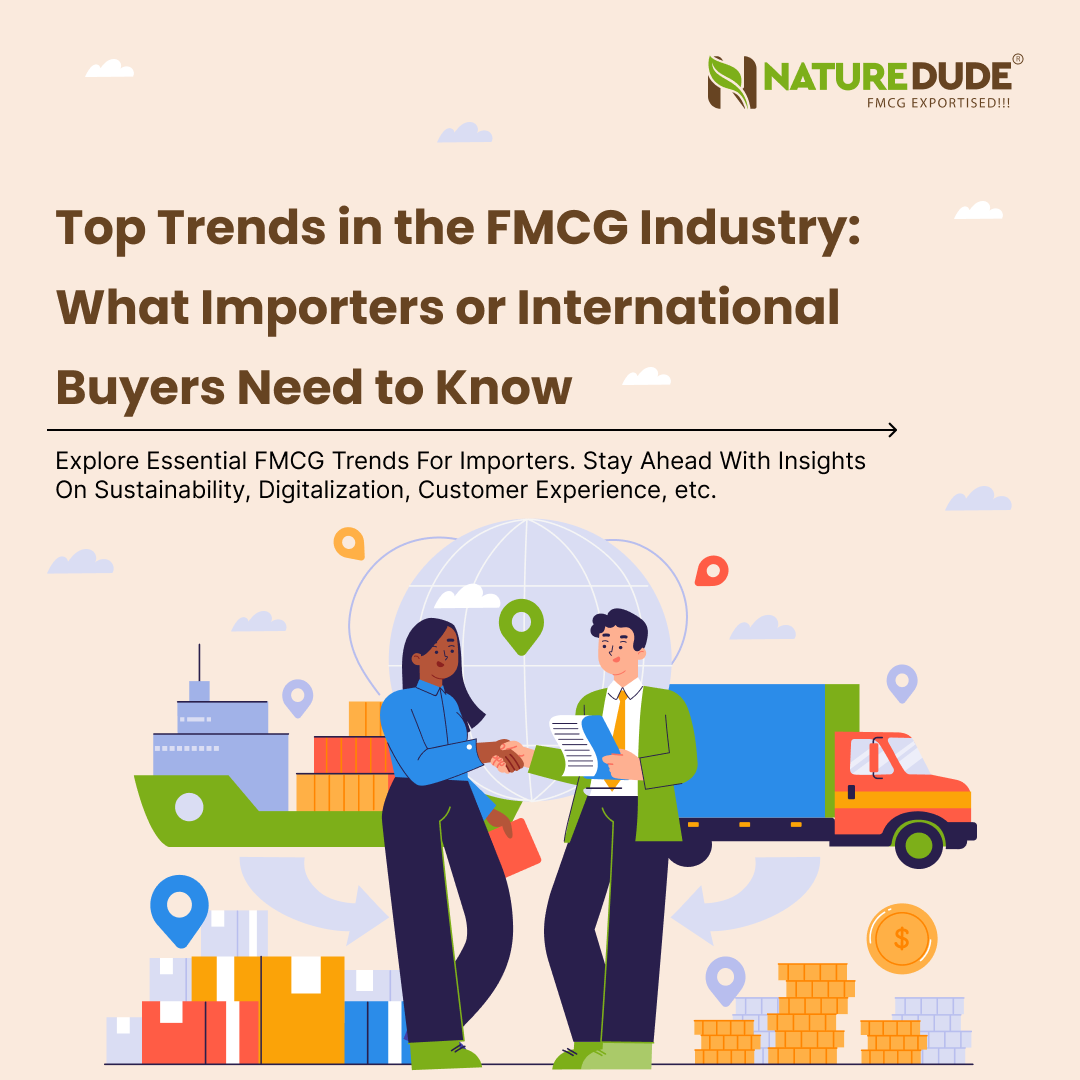 NATUREDUDE®
FMCG EXPORTISED!!!
Top Trends in the FMCG Industry:
What Importers or International
Buyers Need to Know
Explore Essential FMCG Trends For Importers. Stay Ahead With Insights
On Sustainability, Digitalization, Customer Experience, etc.
$